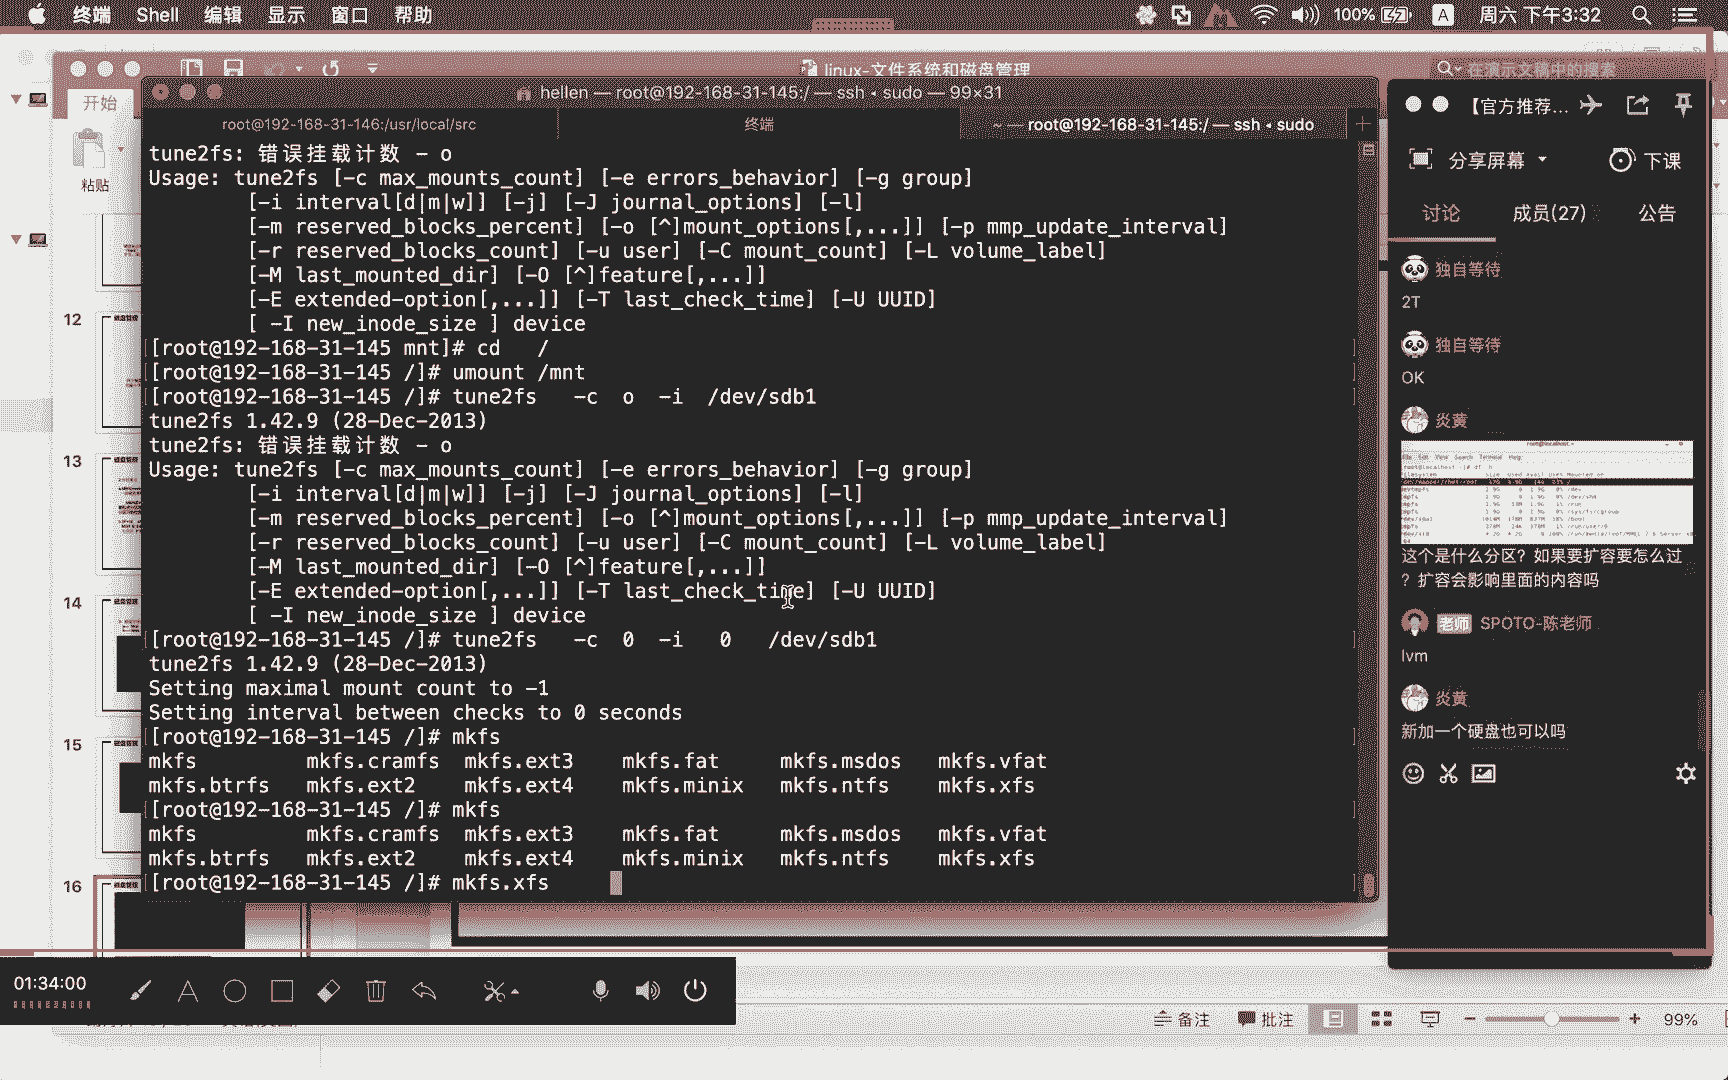 终端 Shell 编辑 显示 窗口 帮助
100% A 周六 下午3:32
linux-文件系统和磁盘管理
在演示文稿中的搜索
开始
粘贴
12
13
14
15
16
hellen — root@192-168-31-145:/ — ssh • sudo — 99×31
root@192-168-31-146:/usr/local/src
终端
~ — root@192-168-31-145:/ — ssh • sudo
tune2fs: 错误挂载计数 - o
Usage: tune2fs [-c max_mounts_count] [-e errors_behavior] [-g group]
[-i interval[d|m|w]] [-j] [-J journal_options] [-l]
[-m reserved_blocks_percent] [-o [^]mount_options[,...]] [-p mmp_update_interval]
[-r reserved_blocks_count] [-u user] [-C mount_count] [-L volume_label]
[-M last_mounted_dir] [-O [^]feature[,...]]
[-E extended-option[,...]] [-T last_check_time] [-U UUID]
[ -I new_inode_size ] device
[root@192-168-31-145 mnt]# cd   /
[root@192-168-31-145 /]# umount /mnt
[root@192-168-31-145 /]# tune2fs   -c  o  -i  /dev/sdb1
tune2fs 1.42.9 (28-Dec-2013)
tune2fs: 错误挂载计数 - o
Usage: tune2fs [-c max_mounts_count] [-e errors_behavior] [-g group]
[-i interval[d|m|w]] [-j] [-J journal_options] [-l]
[-m reserved_blocks_percent] [-o [^]mount_options[,...]] [-p mmp_update_interval]
[-r reserved_blocks_count] [-u user] [-C mount_count] [-L volume_label]
[-M last_mounted_dir] [-O [^]feature[,...]]
[-E extended-option[,...]] [-T last_check_time] [-U UUID]
[ -I new_inode_size ] device
[root@192-168-31-145 /]# tune2fs   -c  0  -i   0   /dev/sdb1
tune2fs 1.42.9 (28-Dec-2013)
Setting maximal mount count to -1
Setting interval between checks to 0 seconds
[root@192-168-31-145 /]# mkfs
mkfs         mkfs.cramfs  mkfs.ext3    mkfs.fat     mkfs.msdos   mkfs.vfat
mkfs.btrfs   mkfs.ext2    mkfs.ext4    mkfs.minix   mkfs.ntfs    mkfs.xfs
[root@192-168-31-145 /]# mkfs
mkfs         mkfs.cramfs  mkfs.ext3    mkfs.fat     mkfs.msdos   mkfs.vfat
mkfs.btrfs   mkfs.ext2    mkfs.ext4    mkfs.minix   mkfs.ntfs    mkfs.xfs
[root@192-168-31-145 /]# mkfs.xfs
【官方推荐...
分享屏幕 下课
讨论 成员(27) 公告
独自等待
2T
独自等待
OK
炎黄
这个是什么分区？如果要扩容要怎么过
？扩容会影响里面的内容吗
老师 SPOTO-陈老师
lvm
炎黄
新加一个硬盘也可以吗
01:34:00
备注 批注 99%